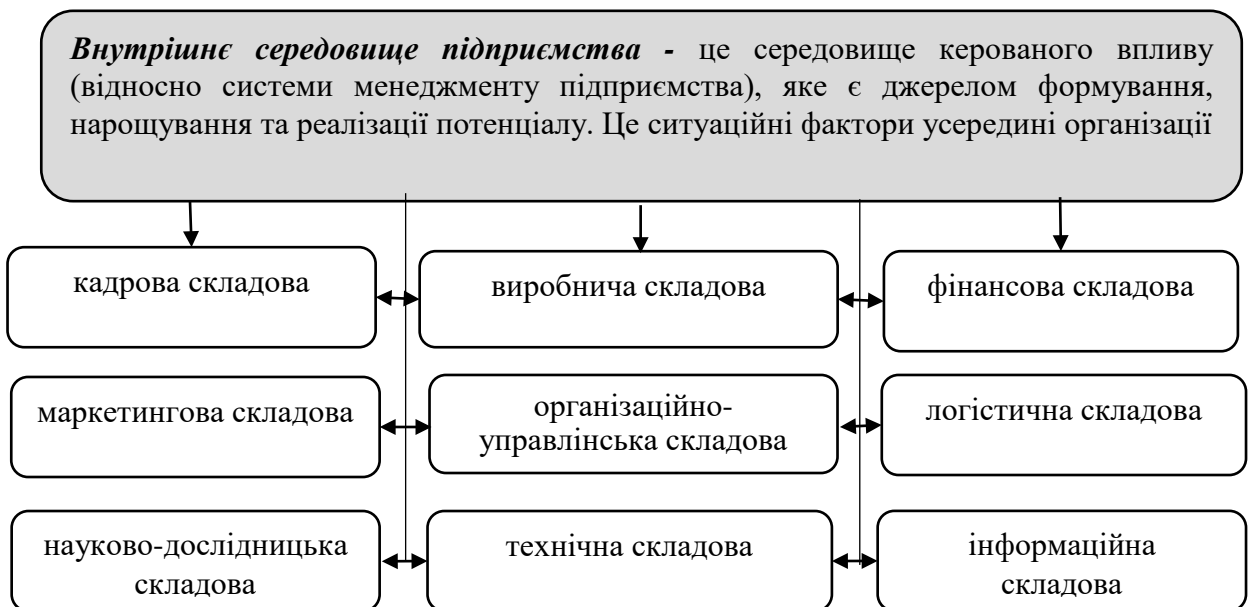 Внутрішнє середовище підприємства - це середовище керованого впливу
(відносно системи менеджменту підприємства), яке є джерелом формування,
нарощування та реалізації потенціалу. Це ситуаційні фактори усередині організації
кадрова складова
виробнича складова
фінансова складова
маркетингова складова
організаційно-
управлінська складова
логістична складова
науково-дослідницька
складова
технічна складова
інформаційна
складова